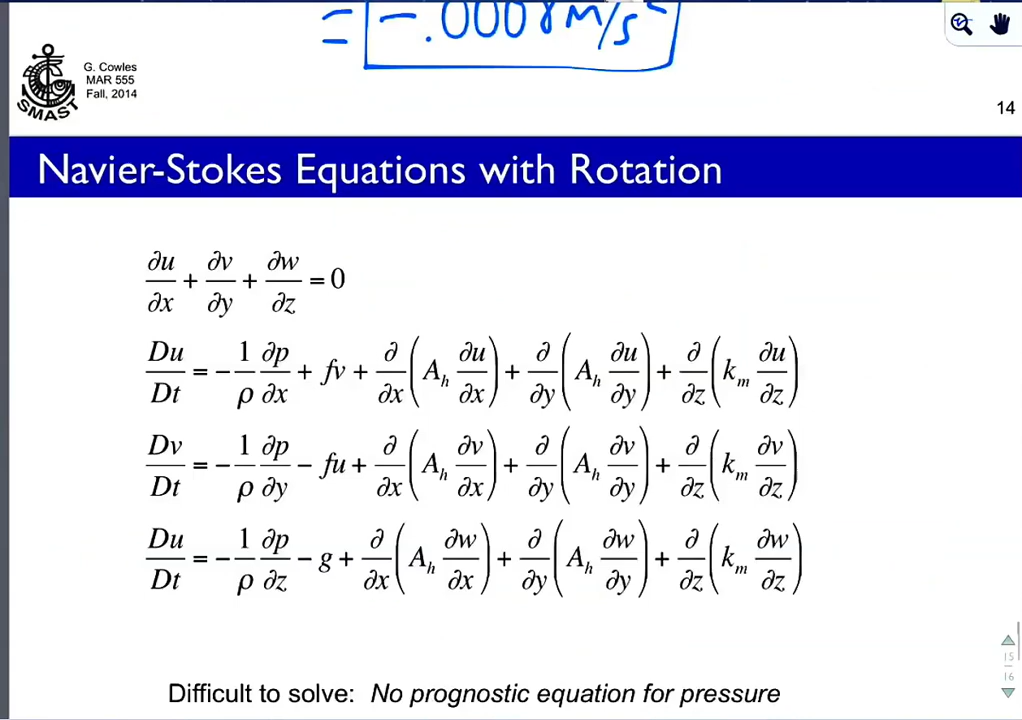 = -.0008 m/s²
G. Cowles
MAR 555
Fall, 2014
SMAST
14
Navier-Stokes Equations with Rotation
∂u/∂x + ∂v/∂y + ∂w/∂z = 0
Du/Dt = -1/ρ ∂p/∂x + fv + ∂/∂x (A_h ∂u/∂x) + ∂/∂y (A_h ∂u/∂y) + ∂/∂z (k_m ∂u/∂z)
Dv/Dt = -1/ρ ∂p/∂y - fu + ∂/∂x (A_h ∂v/∂x) + ∂/∂y (A_h ∂v/∂y) + ∂/∂z (k_m ∂v/∂z)
Du/Dt = -1/ρ ∂p/∂z - g + ∂/∂x (A_h ∂w/∂x) + ∂/∂y (A_h ∂w/∂y) + ∂/∂z (k_m ∂w/∂z)
15
16
Difficult to solve: No prognostic equation for pressure